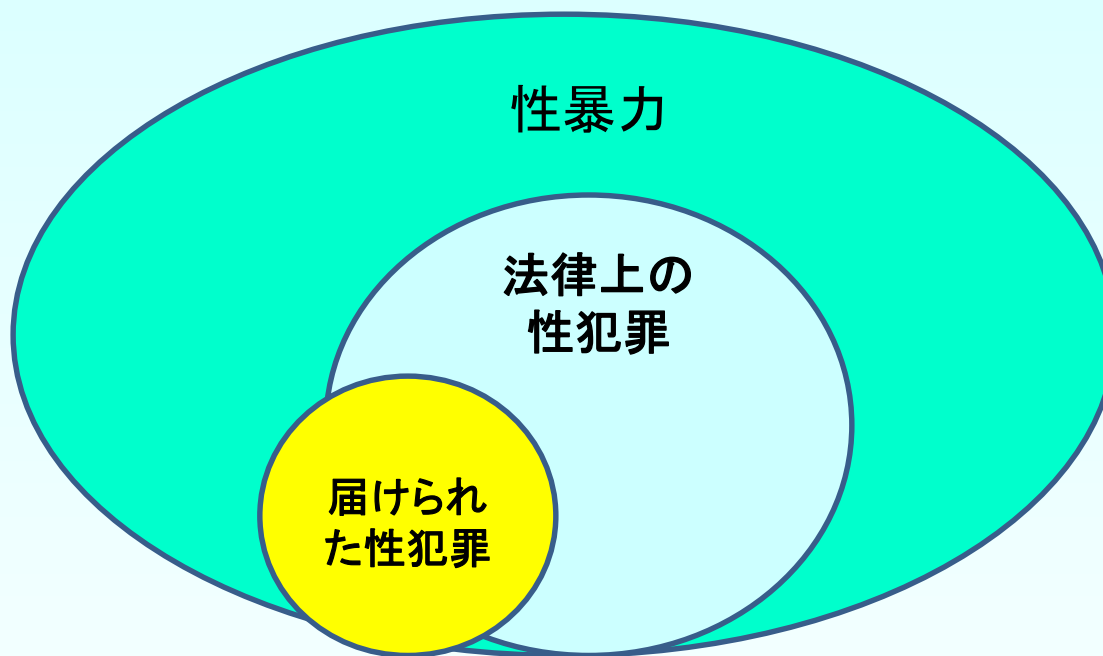 性暴力
法律上の
性犯罪
届けられ
た性犯罪